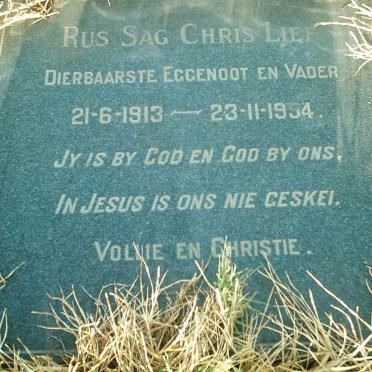 RUS SAG CHRIS LIEF
DIERBAARSTE EGGENOOT EN VADER
21-6-1913 — 23-11-1954.
JY IS BY GOD EN GOD BY ONS,
IN JESUS IS ONS NIE GESKEI.
VOLLIE EN CHRISTIE.